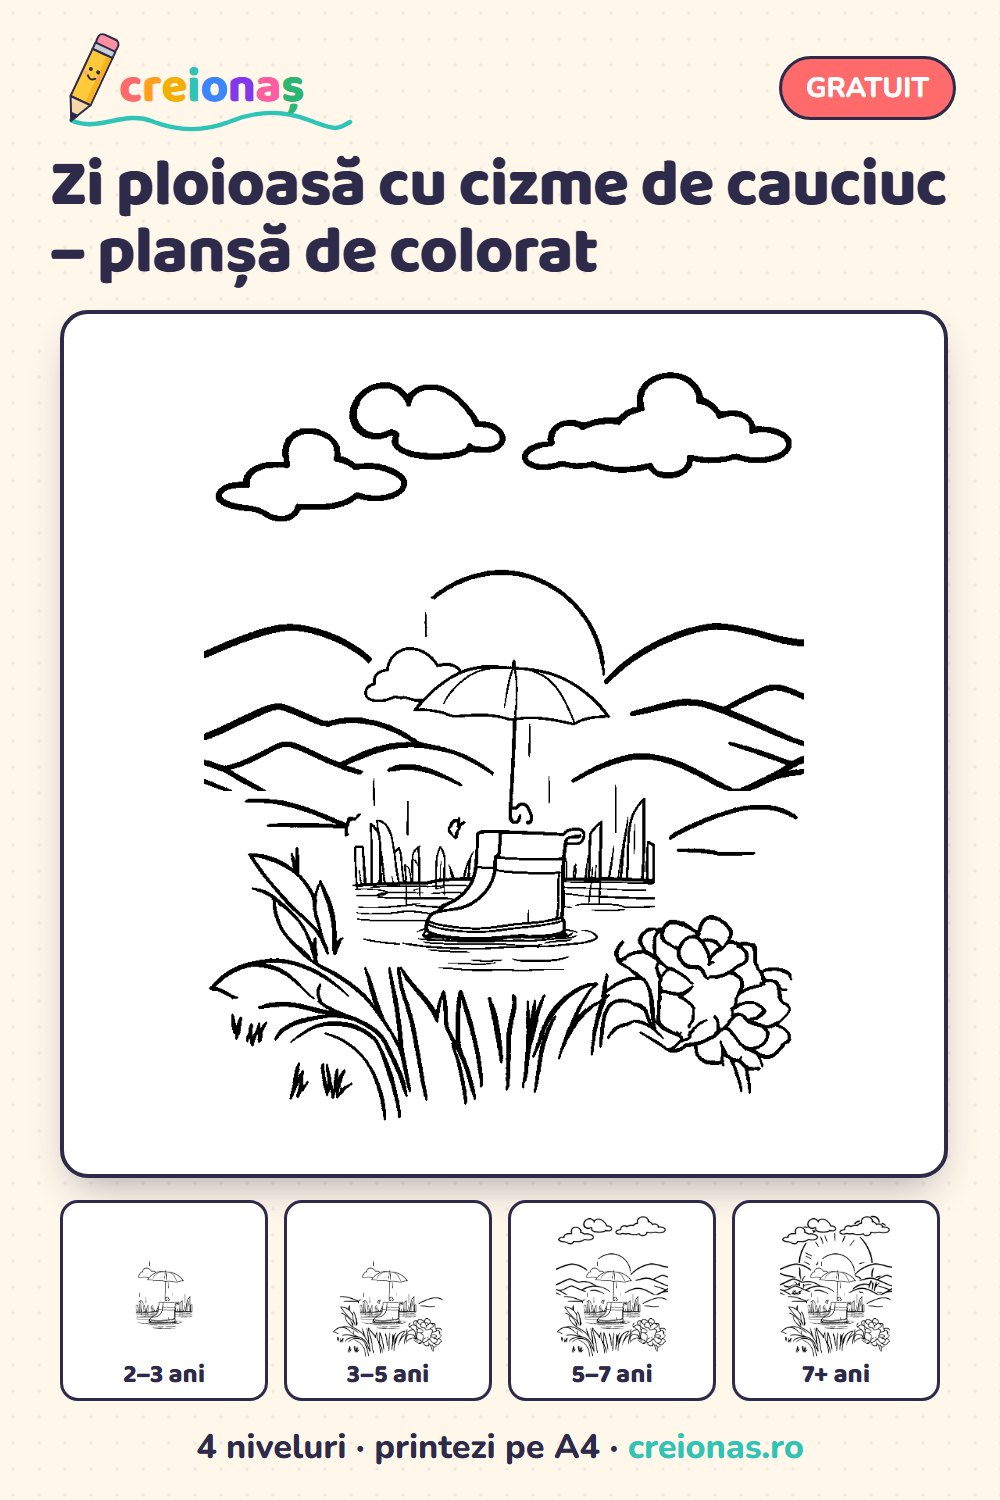 creionaș
GRATUIT
Zi ploioasă cu cizme de cauciuc
– planșă de colorat
2–3 ani
3–5 ani
5–7 ani
7+ ani
4 niveluri · printezi pe A4 · creionas.ro